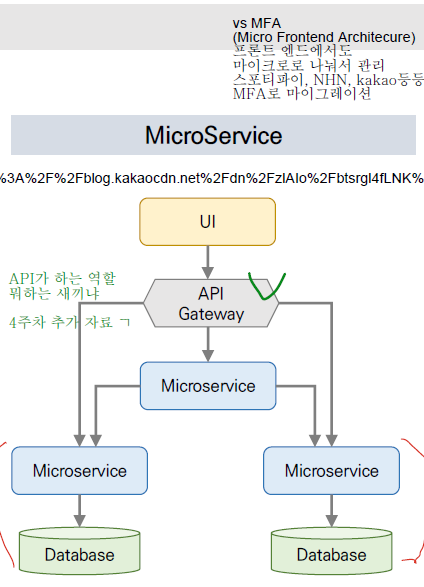 vs MFA
(Micro Frontend Architecure)
프론트 엔드에서도
마이크로로 나눠서 관리
스포티파이, NHN, kakao등등
MFA로 마이그레이션
MicroService
%3A%2F%2Fblog.kakaocdn.net%2Fdn%2FzlAIo%2Fbtsrgl4fLNK%
UI
API가 하는 역할
뭐하는 새끼냐
4주차 추가 자료 ㄱ
API
Gateway
Microservice
Microservice
Microservice
Database
Database